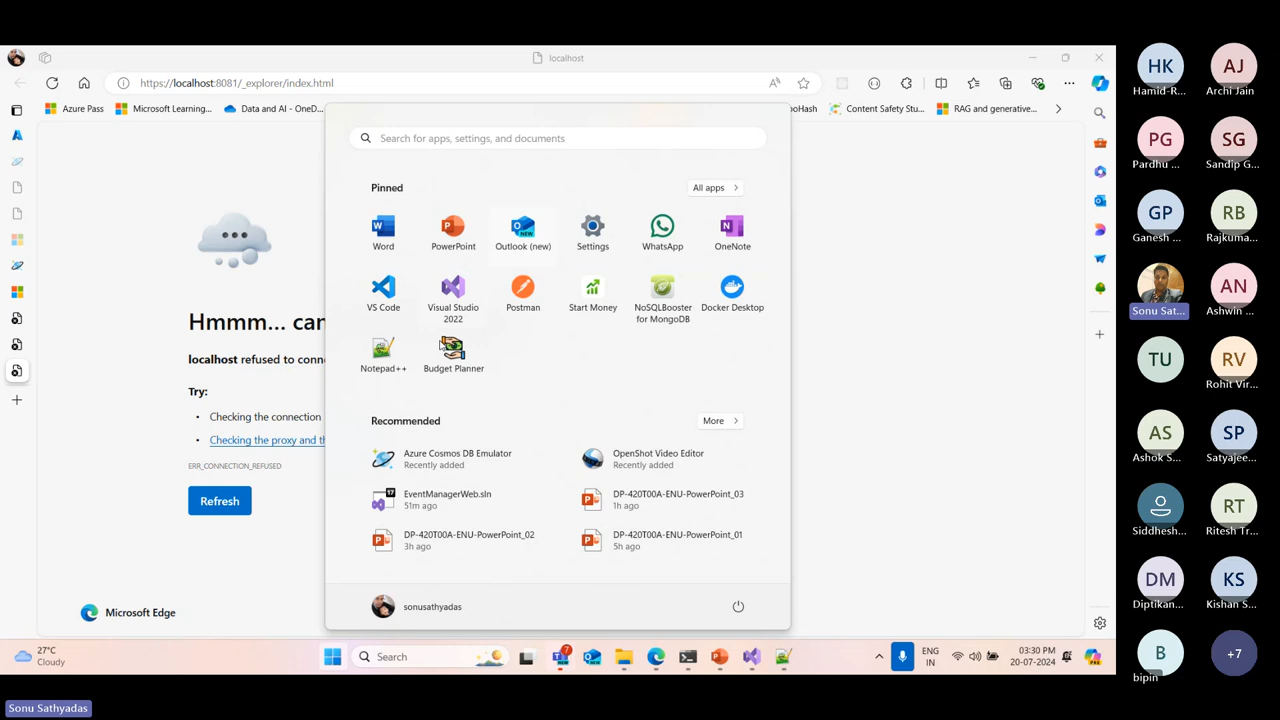 localhost
https://localhost:8081/_explorer/index.html
Azure Pass
Microsoft Learning...
Data and AI - OneD...
ooHash
Content Safety Stu...
RAG and generative...
Search for apps, settings, and documents
Pinned
All apps
Word
PowerPoint
Outlook (new)
Settings
WhatsApp
OneNote
VS Code
Visual Studio 2022
Postman
Start Money
NoSQLBooster for MongoDB
Docker Desktop
Notepad++
Budget Planner
Hmmm... can
localhost refused to conne
Try:
Checking the connection
Checking the proxy and th
ERR_CONNECTION_REFUSED
Refresh
Recommended
More
Azure Cosmos DB Emulator
Recently added
OpenShot Video Editor
Recently added
EventManagerWeb.sln
51m ago
DP-420T00A-ENU-PowerPoint_03
1h ago
DP-420T00A-ENU-PowerPoint_02
3h ago
DP-420T00A-ENU-PowerPoint_01
5h ago
sonusathyadas
Microsoft Edge
27°C
Cloudy
Search
7
ENG
IN
03:30 PM
20-07-2024
Sonu Sathyadas
HK
Hamid-R...
AJ
Archi Jain
PG
Pardhu ...
SG
Sandip G...
GP
Ganesh ...
RB
Rajkuma...
Sonu Sat...
AN
Ashwin ...
TU
RV
Rohit Vir...
AS
Ashok S...
SP
Satyajee...
Siddhesh...
RT
Ritesh Tr...
DM
Diptikan...
KS
Kishan S...
B
bipin
+7